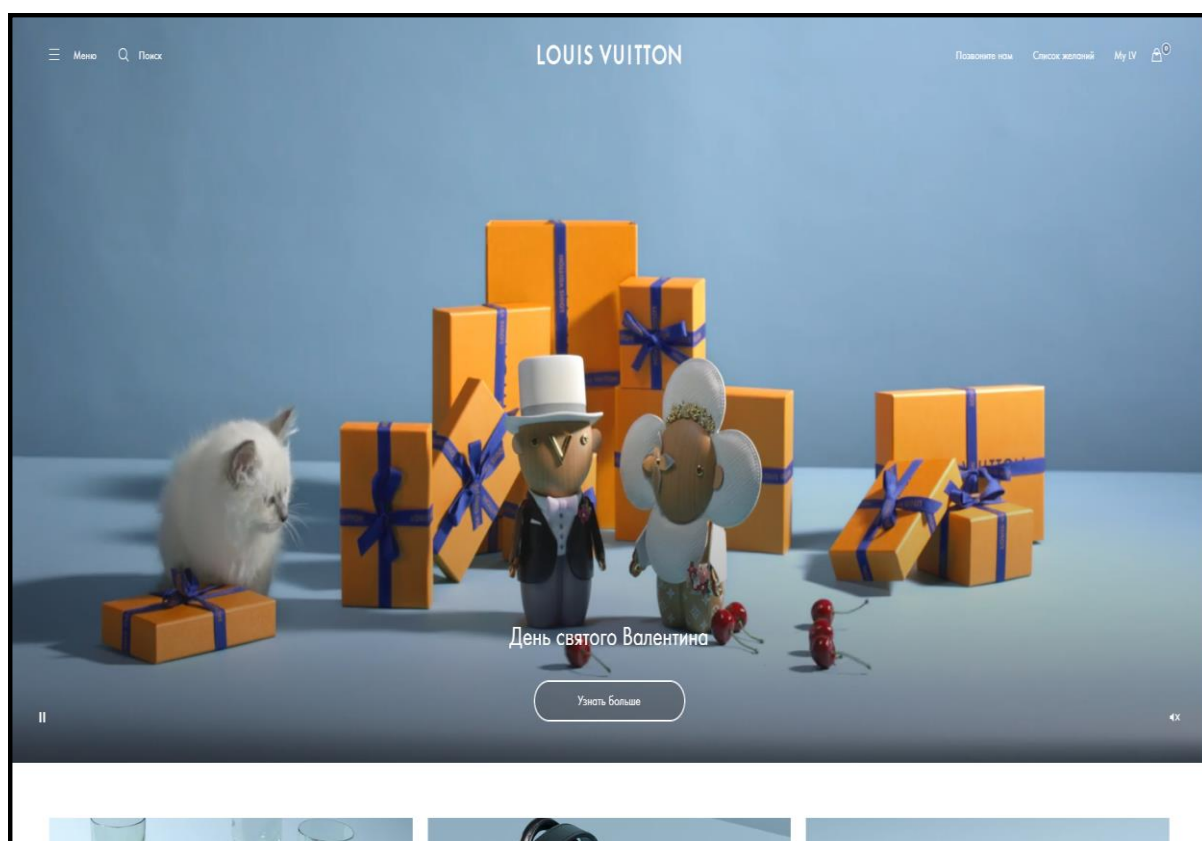 Меню
Поиск
LOUIS VUITTON
Позвоните нам
Список желаний
My LV
0
День святого Валентина
Узнать больше